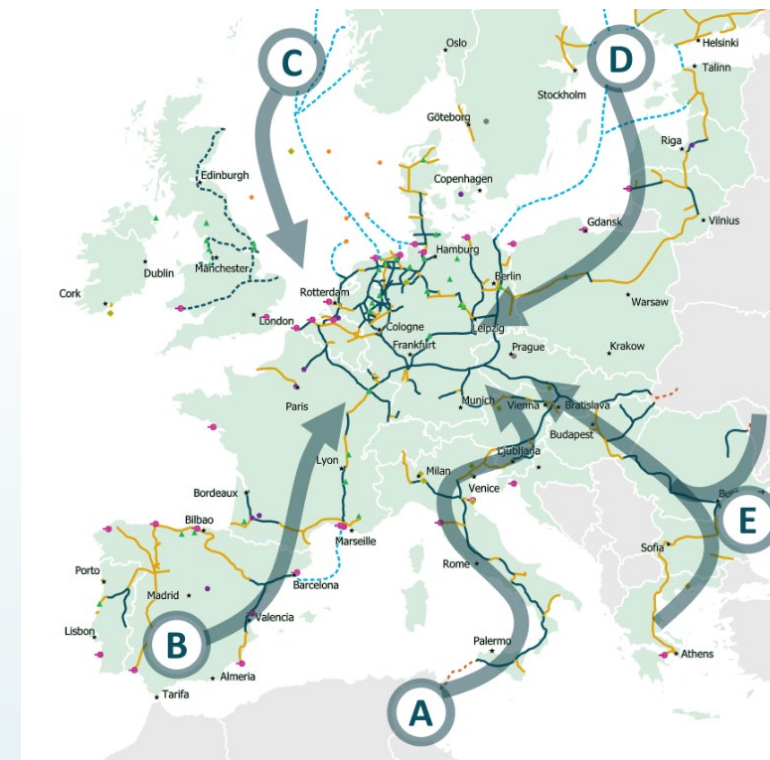 C
D
Oslo
Helsinki
Talinn
Stockholm
Göteborg
Riga
Edinburgh
Copenhagen
Vilnius
Gdansk
Hamburg
Manchester
Dublin
Berlin
Cork
Rotterdam
Warsaw
London
Leipzig
Cologne
Frankfurt
Prague
Krakow
Paris
Munich
Vienna
Bratislava
Budapest
Lyon
Ljubljana
Milan
Venice
Bordeaux
E
Bilbao
Marseille
Sofia
Porto
Rome
Madrid
Barcelona
Valencia
Lisbon
B
Palermo
Athens
Almeria
Tarifa
A